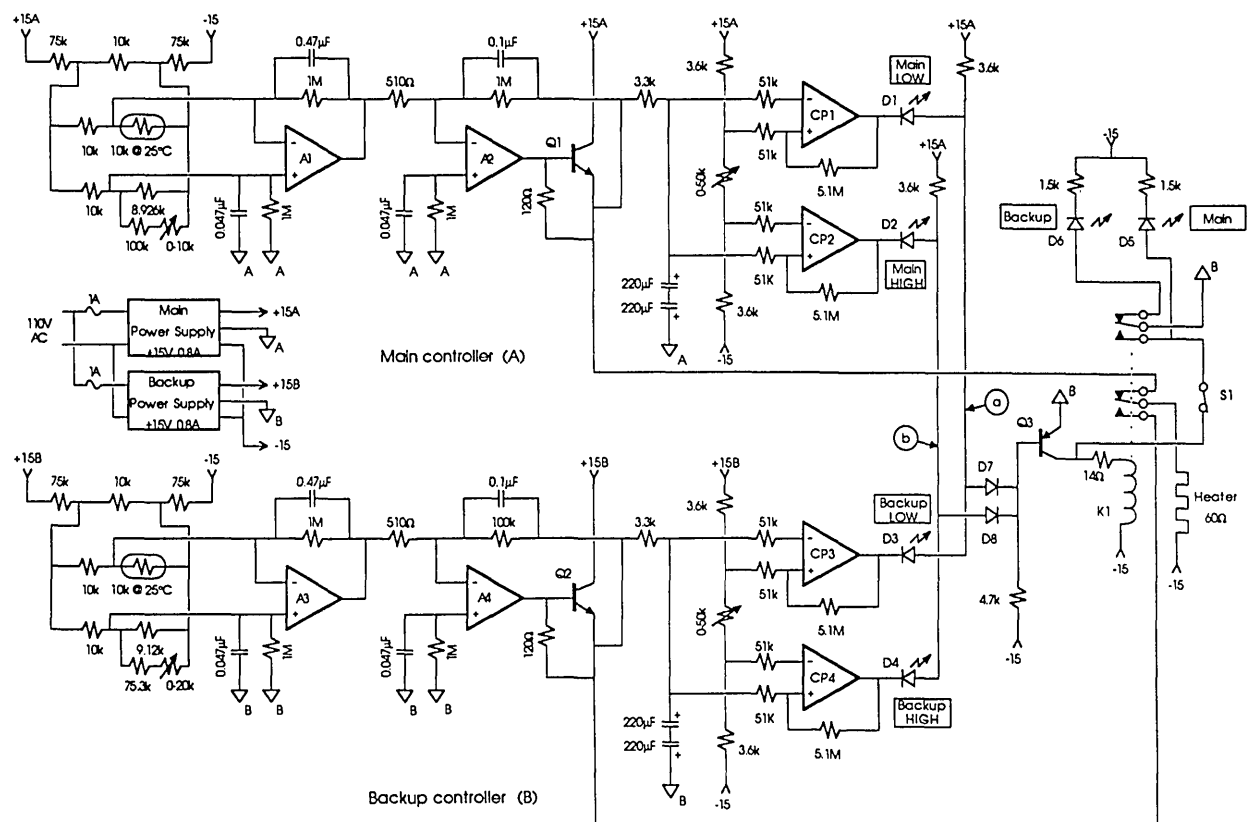 +15A
-15
75k
10k
75k
0.47µF
1M
510Ω
0.1µF
1M
+15A
3.3k
+15A
3.6k
51k
51k
CP1
5.1M
Main
LOW
D1
+15A
3.6k
+15A
3.6k
10k
10k @ 25°C
10k
8.926k
100k
0-10k
0.047µF
1M
A
A
A1
A2
0.047µF
1M
A
A
Q1
120Ω
0-50k
51k
51K
CP2
5.1M
D2
Main
HIGH
220µF
220µF
A
3.6k
-15
-15
1.5k
1.5k
Backup
D6
D5
Main
B
S1
110V
AC
1A
Main
Power Supply
+15V 0.8A
+15A
A
1A
Backup
Power Supply
+15V 0.8A
+15B
B
-15
Main controller (A)
a
b
B
Q3
14Ω
K1
-15
Heater
60Ω
-15
D7
D8
4.7k
-15
+15B
-15
75k
10k
75k
0.47µF
1M
510Ω
0.1µF
100k
+15B
3.3k
+15B
3.6k
51k
51k
CP3
5.1M
Backup
LOW
D3
10k
10k @ 25°C
10k
9.12k
75.3k
0-20k
0.047µF
1M
B
B
A3
A4
0.047µF
1M
B
B
Q2
120Ω
0-50k
51k
51K
CP4
5.1M
D4
Backup
HIGH
220µF
220µF
B
3.6k
-15
Backup controller (B)